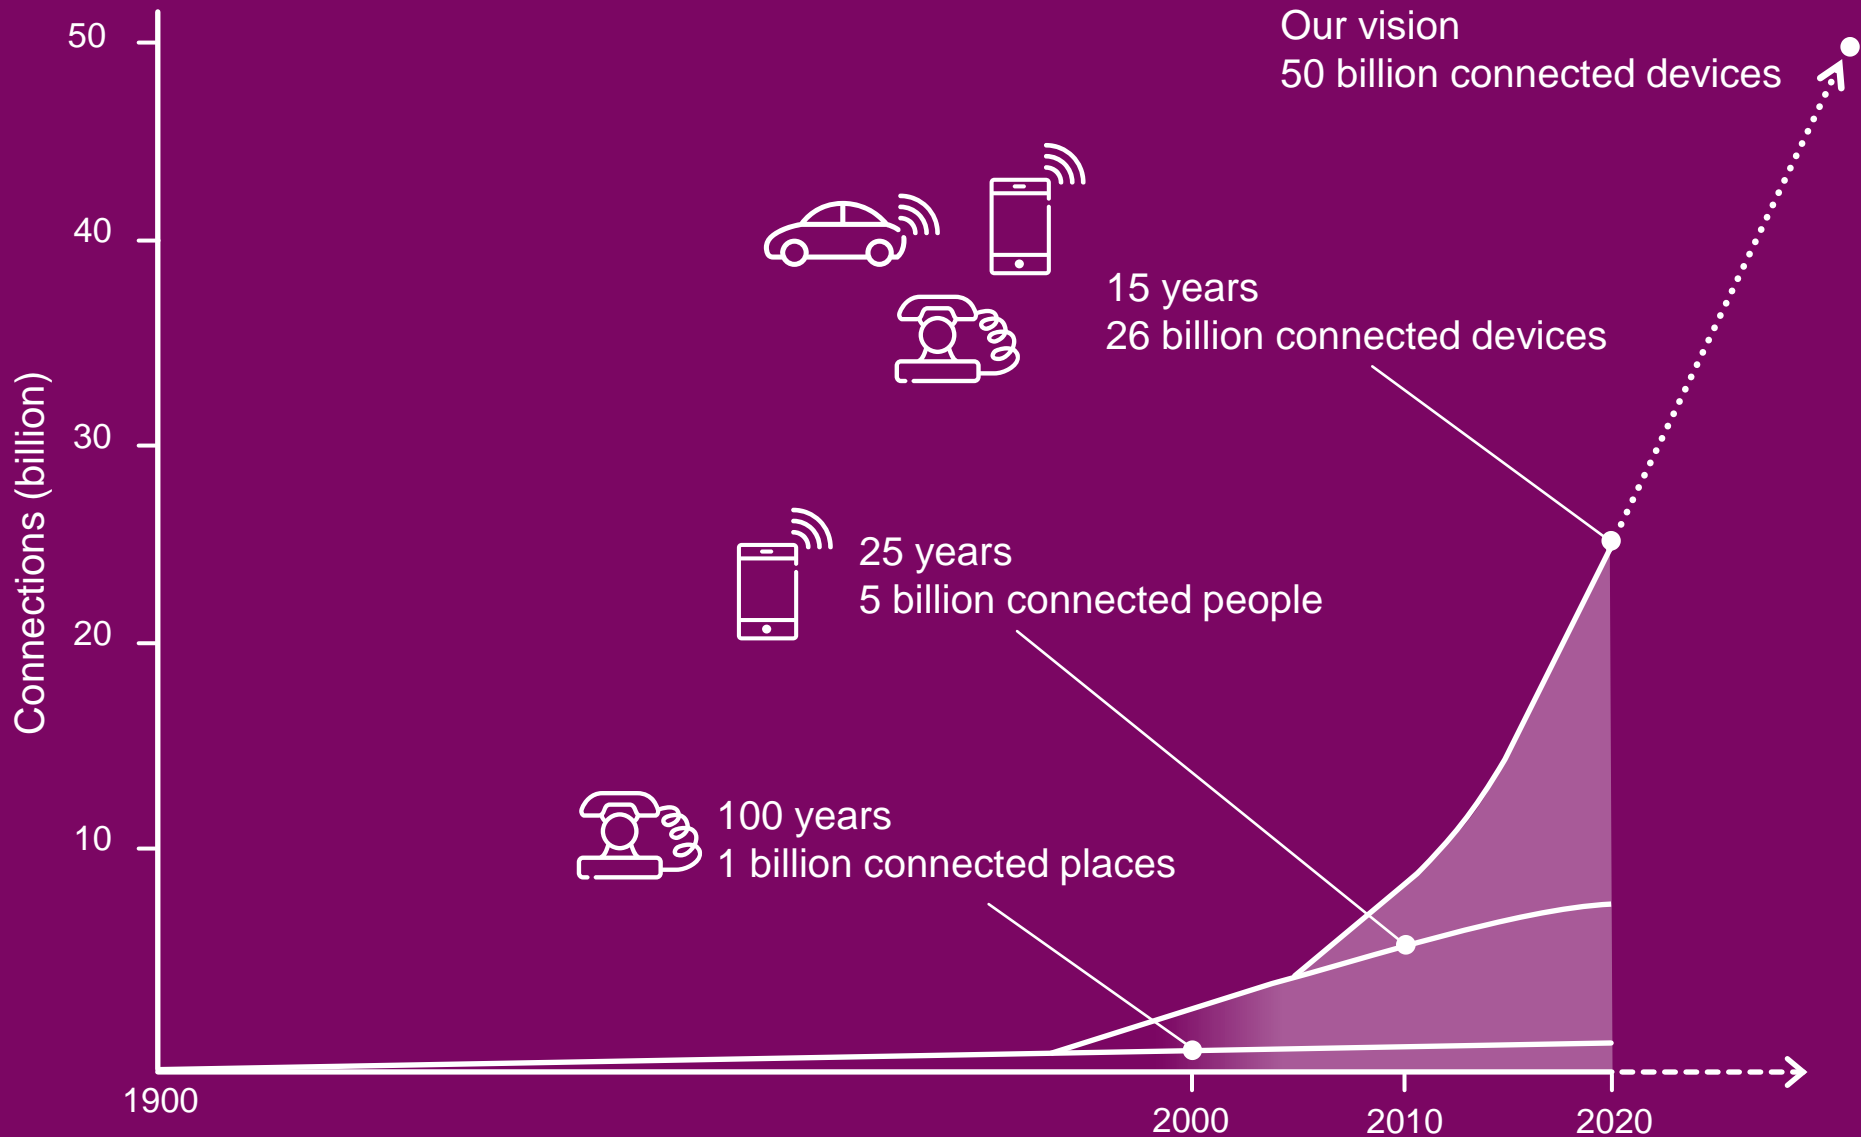 Our vision
50 billion connected devices
50
40
30
20
10
Connections (billion)
15 years
26 billion connected devices
25 years
5 billion connected people
100 years
1 billion connected places
1900
2000
2010
2020